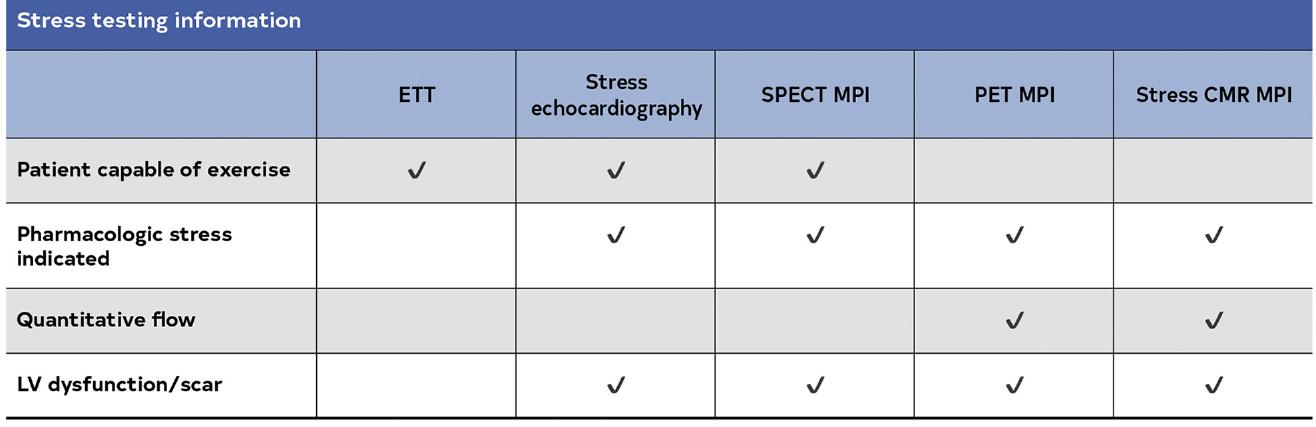 Stress testing information
ETT
Stress
echocardiography
SPECT MPI
PET MPI
Stress CMR MPI
Patient capable of exercise ✓ ✓ ✓
Pharmacologic stress
indicated ✓ ✓ ✓ ✓
Quantitative flow ✓ ✓
LV dysfunction/scar ✓ ✓ ✓ ✓